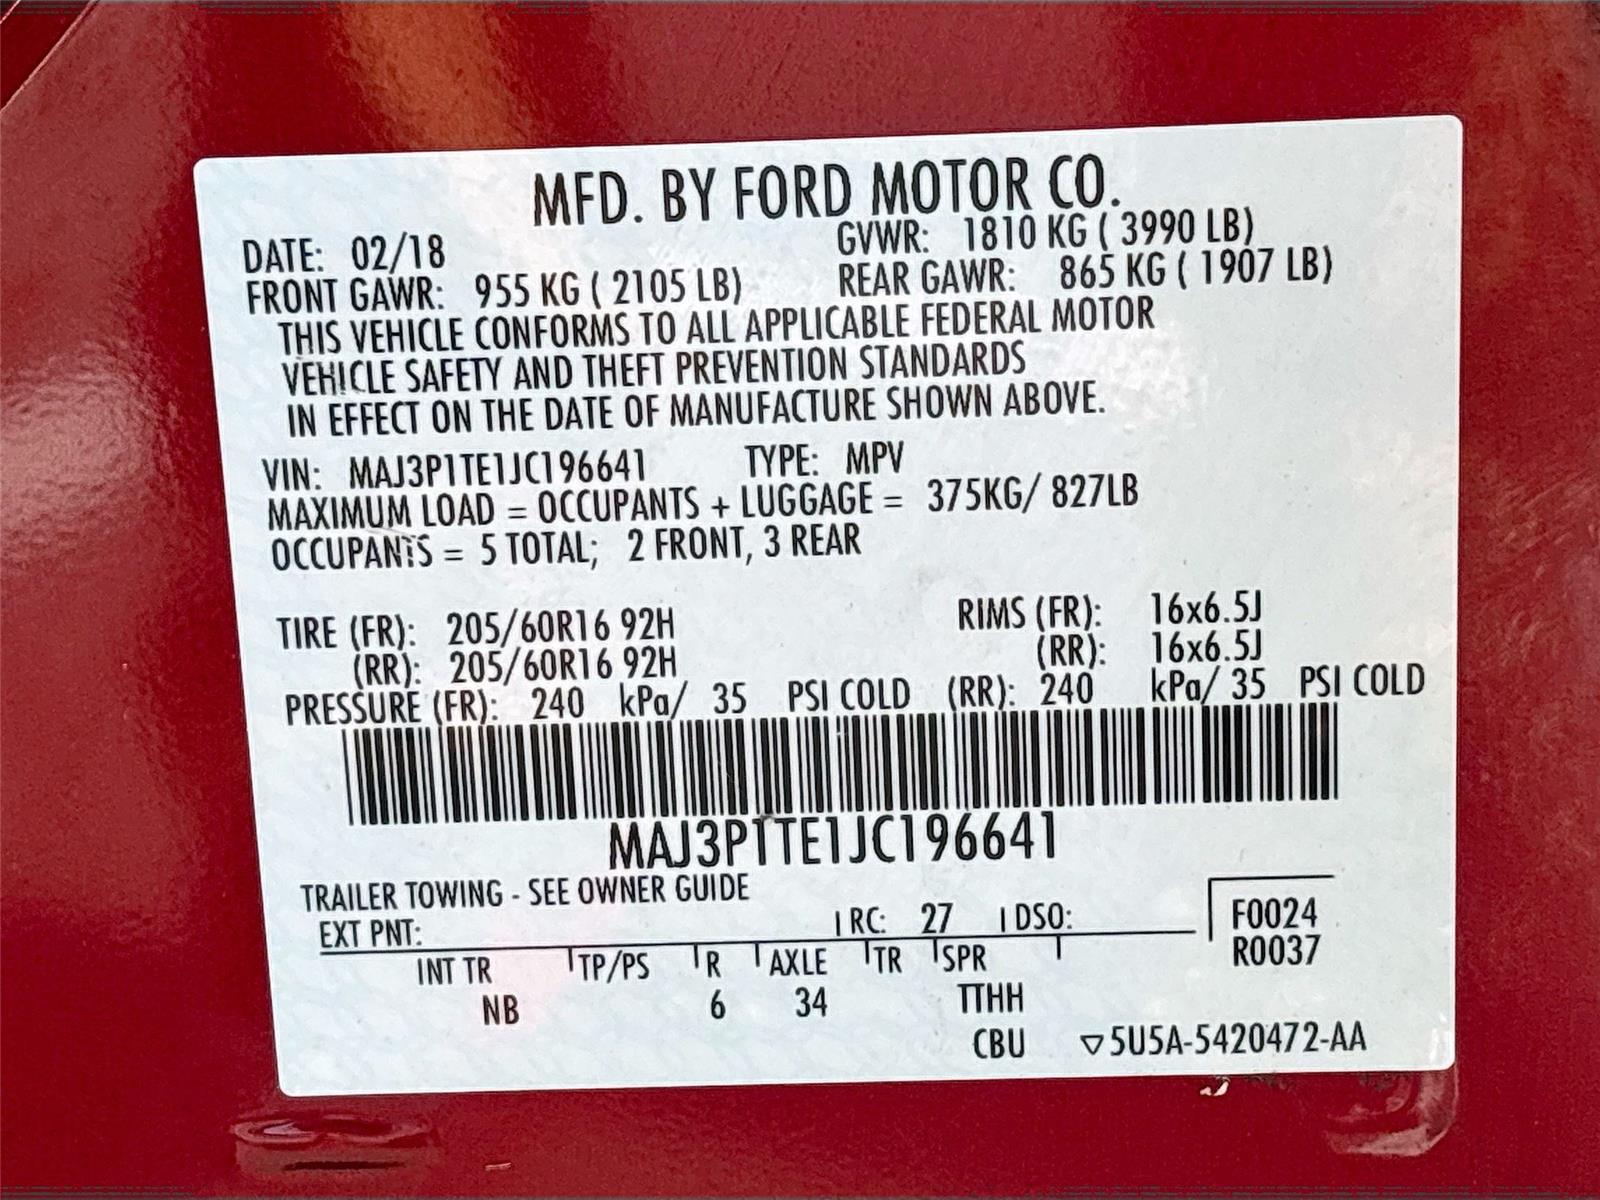 MFD. BY FORD MOTOR CO.
DATE: 02/18 GVWR: 1810 KG ( 3990 LB)
FRONT GAWR: 955 KG ( 2105 LB) REAR GAWR: 865 KG ( 1907 LB)
THIS VEHICLE CONFORMS TO ALL APPLICABLE FEDERAL MOTOR
VEHICLE SAFETY AND THEFT PREVENTION STANDARDS
IN EFFECT ON THE DATE OF MANUFACTURE SHOWN ABOVE.
VIN: MAJ3P1TE1JC196641 TYPE: MPV
MAXIMUM LOAD = OCCUPANTS + LUGGAGE = 375KG/ 827LB
OCCUPANTS = 5 TOTAL; 2 FRONT, 3 REAR
TIRE (FR): 205/60R16 92H RIMS (FR): 16x6.5J
(RR): 205/60R16 92H (RR): 16x6.5J
PRESSURE (FR): 240 kPa/ 35 PSI COLD (RR): 240 kPa/ 35 PSI COLD
MAJ3P1TE1JC196641
TRAILER TOWING - SEE OWNER GUIDE
EXT PNT: RC: 27 DSO: F0024
R0037
INT TR TP/PS R AXLE TR SPR
NB 6 34 TTHH
CBU ▽5U5A-5420472-AA